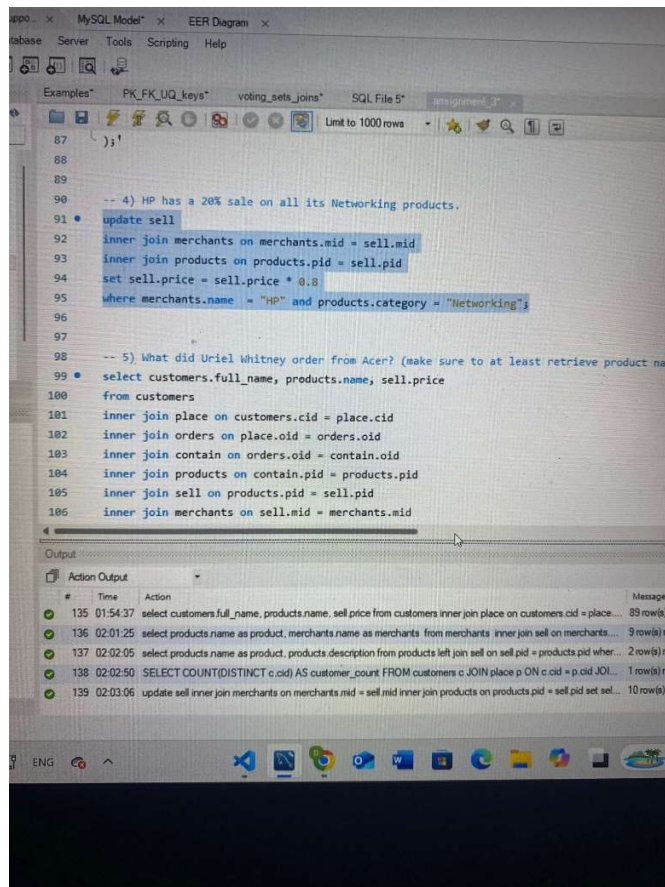 MySQL Model* × EER Diagram ×
Server Tools Scripting Help
Examples* PK_FK_UQ_keys* voting_sets_joins* SQL File 5* assignment_3* ×
Limit to 1000 rows
87 );'
88
89
90 -- 4) HP has a 20% sale on all its Networking products.
91 update sell
92 inner join merchants on merchants.mid = sell.mid
93 inner join products on products.pid = sell.pid
94 set sell.price = sell.price * 0.8
95 where merchants.name = "HP" and products.category = "Networking";
96
97
98 -- 5) What did Uriel Whitney order from Acer? (make sure to at least retrieve product na
99 select customers.full_name, products.name, sell.price
100 from customers
101 inner join place on customers.cid = place.cid
102 inner join orders on place.oid = orders.oid
103 inner join contain on orders.oid = contain.oid
104 inner join products on contain.pid = products.pid
105 inner join sell on products.pid = sell.pid
106 inner join merchants on sell.mid = merchants.mid
Output
Action Output
# Time Action Message
135 01:54:37 select customers.full_name, products.name, sell.price from customers inner join place on customers.cid = place.... 89 row(s)
136 02:01:25 select products.name as product, merchants.name as merchants from merchants inner join sell on merchants.... 9 row(s) r
137 02:02:05 select products.name as product, products.description from products left join sell on sell.pid = products.pid wher... 2 row(s) r
138 02:02:50 SELECT COUNT(DISTINCT c.cid) AS customer_count FROM customers c JOIN place p ON c.cid = p.cid JOI... 1 row(s) r
139 02:03:06 update sell inner join merchants on merchants.mid = sell.mid inner join products on products.pid = sell.pid set sel... 10 row(s)
ENG